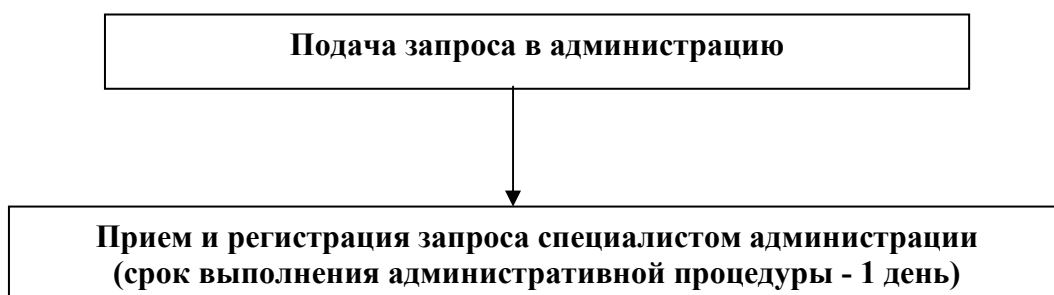 Подача запроса в администрацию
Прием и регистрация запроса специалистом администрации
(срок выполнения административной процедуры - 1 день)